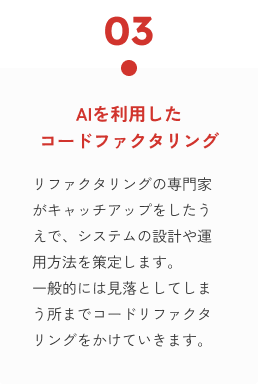 03
AIを利用した
コードファクタリング
リファクタリングの専門家
がキャッチアップをしたう
えで、システムの設計や運
用方法を策定します。
一般的には見落としてしま
う所までコードリファクタ
リングをかけていきます。